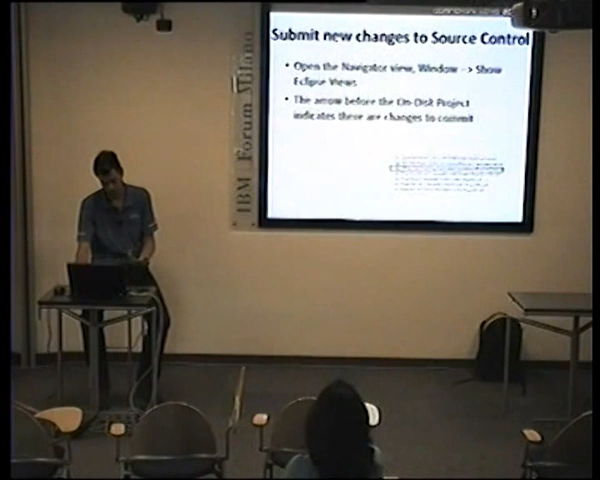 Submit new changes to Source Control
• Open the Navigator view, Window --> Show
Eclipse Views
• The arrow before the On-Disk Project
indicates there are changes to commit
IBM Forum Milano